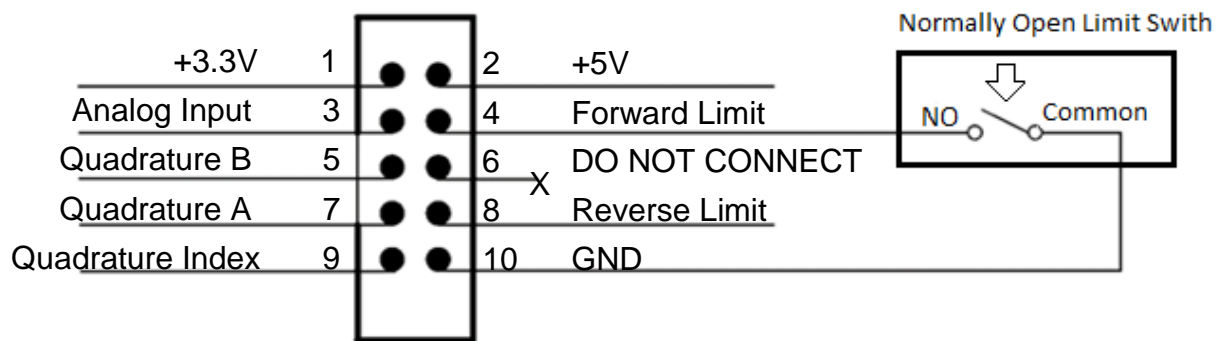 Normally Open Limit Swith
+3.3V 1 2 +5V
Analog Input 3 4 Forward Limit NO Common
Quadrature B 5 6 X DO NOT CONNECT
Quadrature A 7 8 Reverse Limit
Quadrature Index 9 10 GND